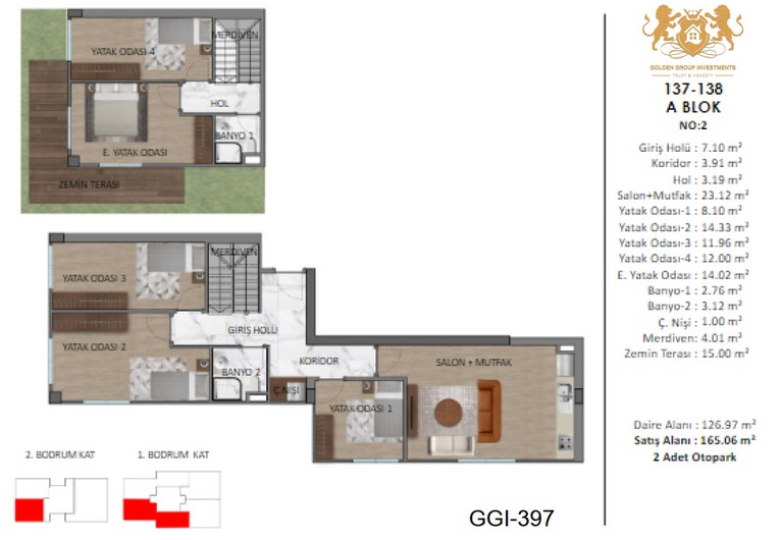 YATAK ODASI 4
MERDİVEN
HOL
BANYO 1
E. YATAK ODASI
ZEMİN TERASI
YATAK ODASI 3
MERDİVEN
GİRİŞ HOLÜ
YATAK ODASI 2
BANYO 2
KORİDOR
Ç.NİŞİ
SALON + MUTFAK
YATAK ODASI 1
2. BODRUM KAT
1. BODRUM KAT
GGI-397
GOLDEN GROUP INVESTMENTS
TRUST & HONESTY
137-138
A BLOK
NO:2
Giriş Holü : 7.10 m²
Koridor : 3.91 m²
Hol : 3.19 m²
Salon+Mutfak : 23.12 m²
Yatak Odası-1 : 8.10 m²
Yatak Odası-2 : 14.33 m²
Yatak Odası-3 : 11.96 m²
Yatak Odası-4 : 12.00 m²
E. Yatak Odası : 14.02 m²
Banyo-1 : 2.76 m²
Banyo-2 : 3.12 m²
Ç. Nişi : 1.00 m²
Merdiven: 4.01 m²
Zemin Terası : 15.00 m²
Daire Alanı : 126.97 m²
Satış Alanı : 165.06 m²
2 Adet Otopark